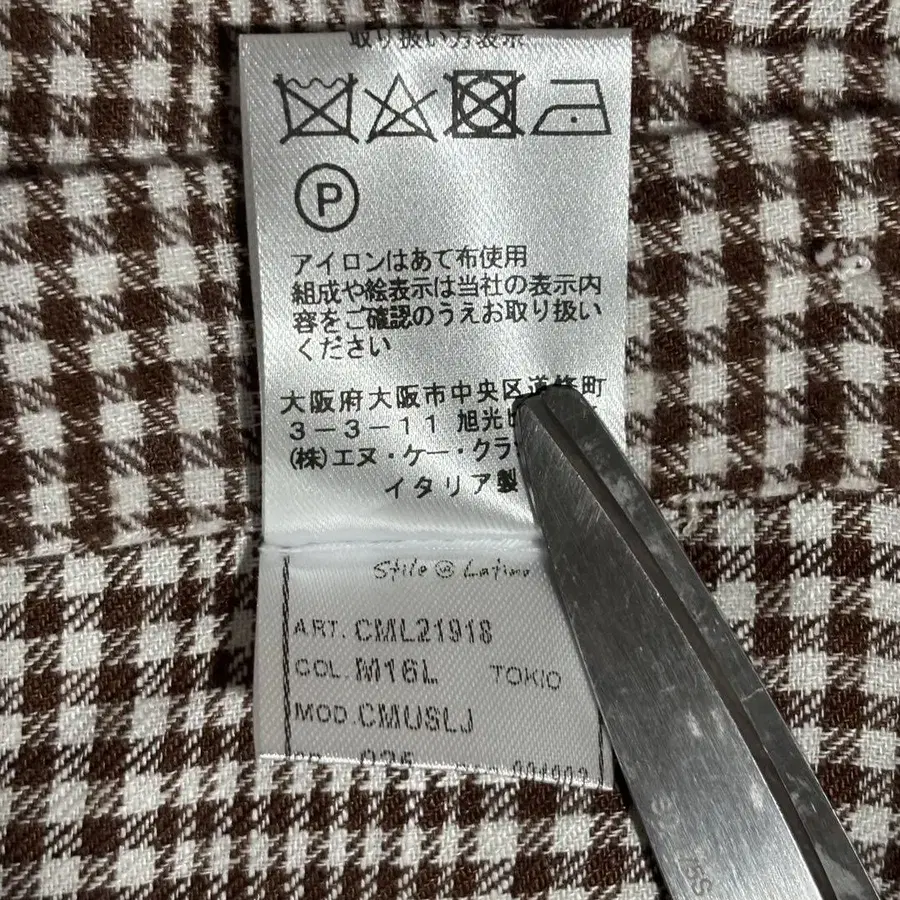 取り扱い方表示
P
アイロンはあて布使用
組成や絵表示は当社の表示内
容をご確認のうえお取り扱い
ください
大阪府大阪市中央区道修町
3-3-11 旭光
(株)エヌ・ケー・クラ
イタリア製
Stile @ Latino
ART. CML21918
COL. M16L TOKIO
MOD. CMUSLJ